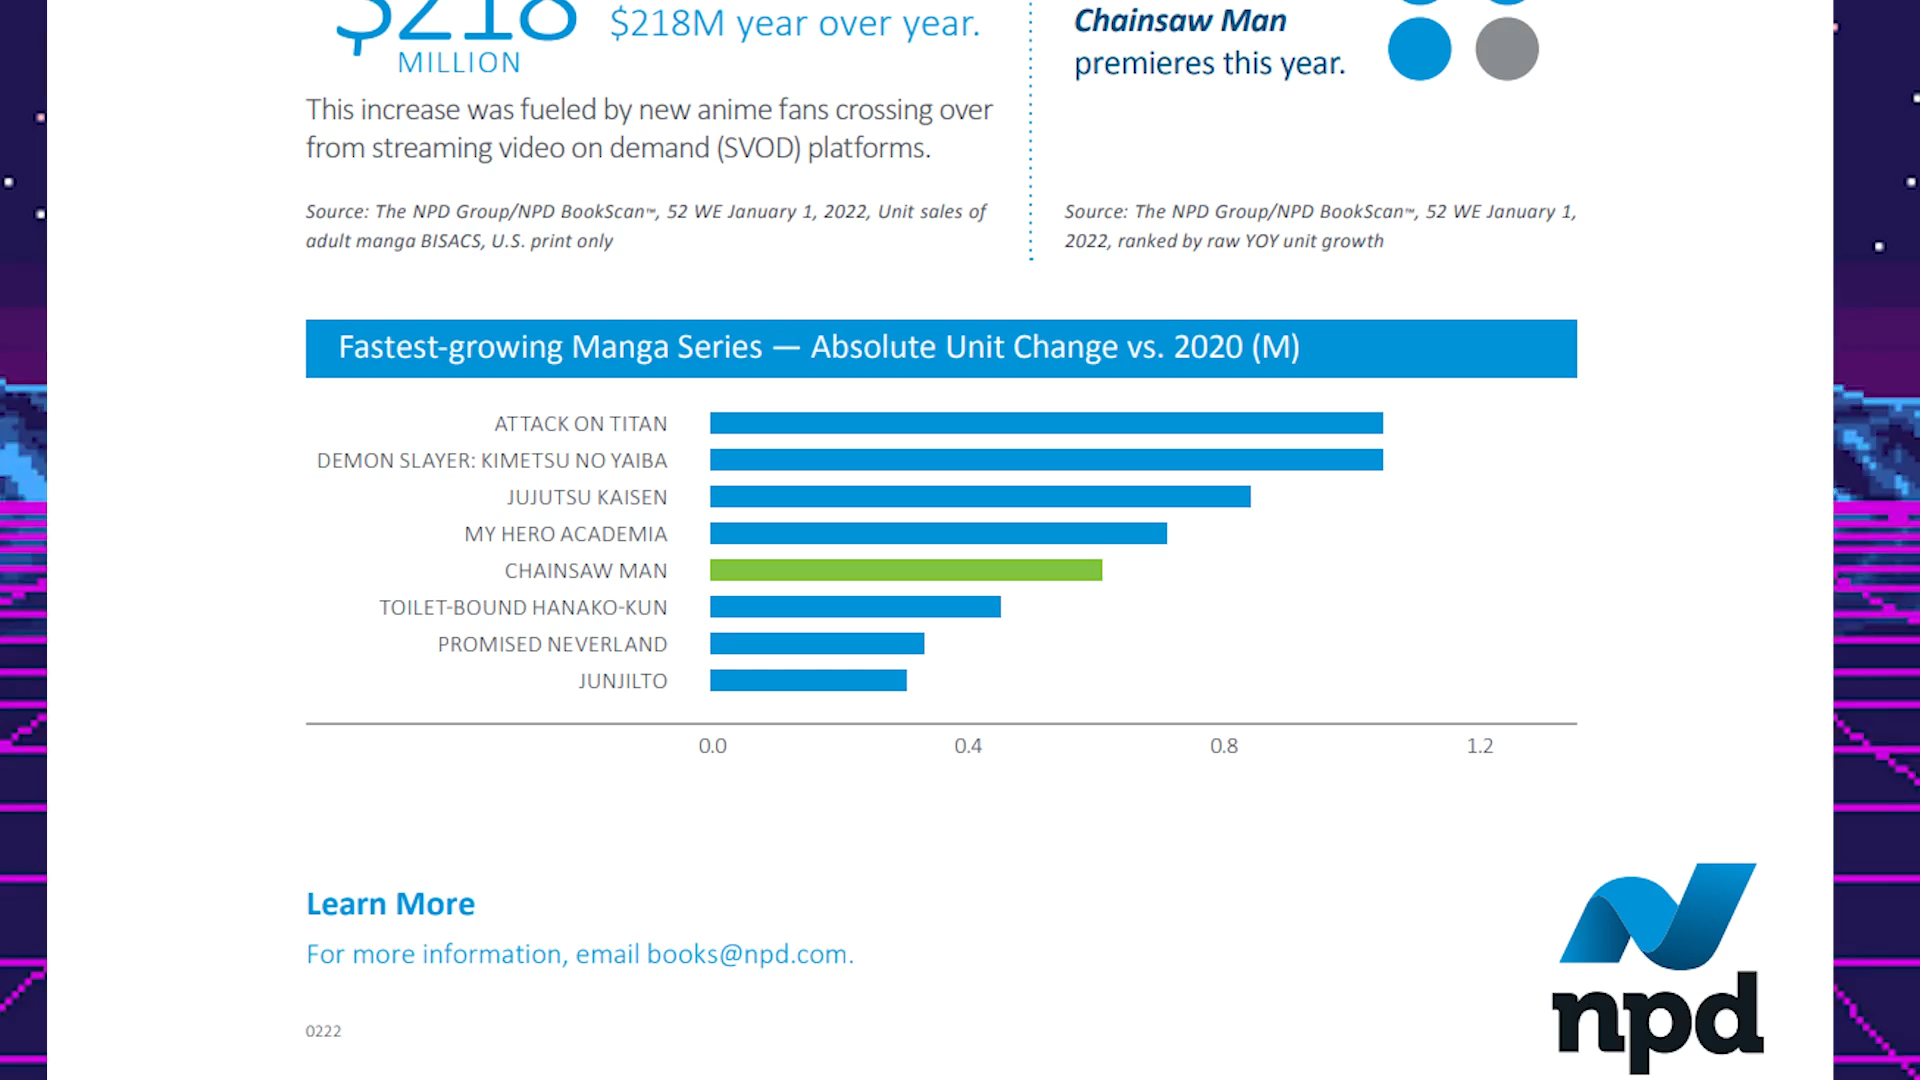 $218
MILLION
$218M year over year.
This increase was fueled by new anime fans crossing over
from streaming video on demand (SVOD) platforms.
Source: The NPD Group/NPD BookScan™, 52 WE January 1, 2022, Unit sales of
adult manga BISACS, U.S. print only
Chainsaw Man
premieres this year.
Source: The NPD Group/NPD BookScan™, 52 WE January 1,
2022, ranked by raw YOY unit growth
Fastest-growing Manga Series — Absolute Unit Change vs. 2020 (M)
ATTACK ON TITAN
DEMON SLAYER: KIMETSU NO YAIBA
JUJUTSU KAISEN
MY HERO ACADEMIA
CHAINSAW MAN
TOILET-BOUND HANAKO-KUN
PROMISED NEVERLAND
JUNJILTO
0.0 0.4 0.8 1.2
Learn More
For more information, email books@npd.com.
0222
npd